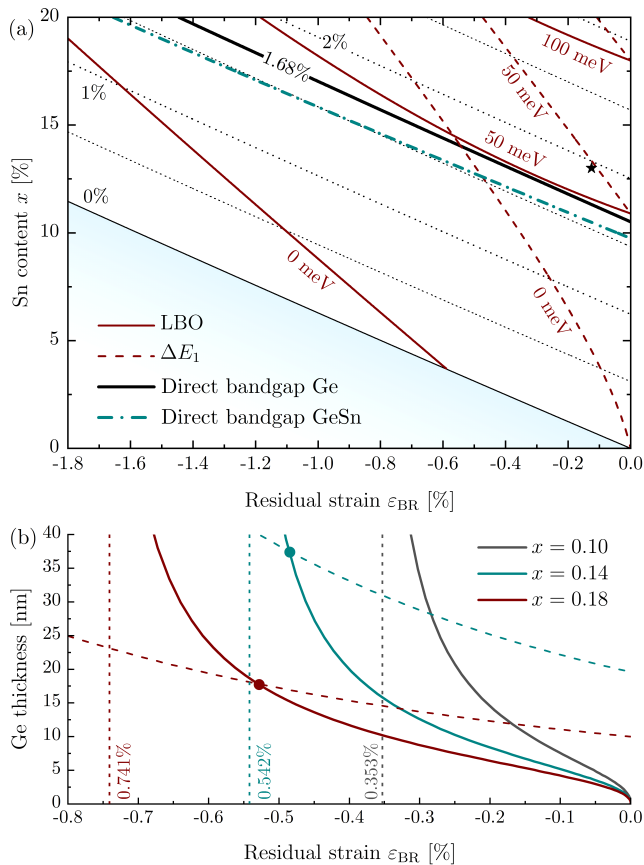 (a)
20
15
10
5
0
Sn content x [%]
2%
1.68%
1%
0%
100 meV
50 meV
50 meV
0 meV
0 meV
LBO
ΔE₁
Direct bandgap Ge
Direct bandgap GeSn
-1.8 -1.6 -1.4 -1.2 -1.0 -0.8 -0.6 -0.4 -0.2 0.0
Residual strain ε_BR [%]
(b)
40
35
30
25
20
15
10
5
0
Ge thickness [nm]
x = 0.10
x = 0.14
x = 0.18
0.741%
0.542%
0.353%
-0.8 -0.7 -0.6 -0.5 -0.4 -0.3 -0.2 -0.1 0.0
Residual strain ε_BR [%]